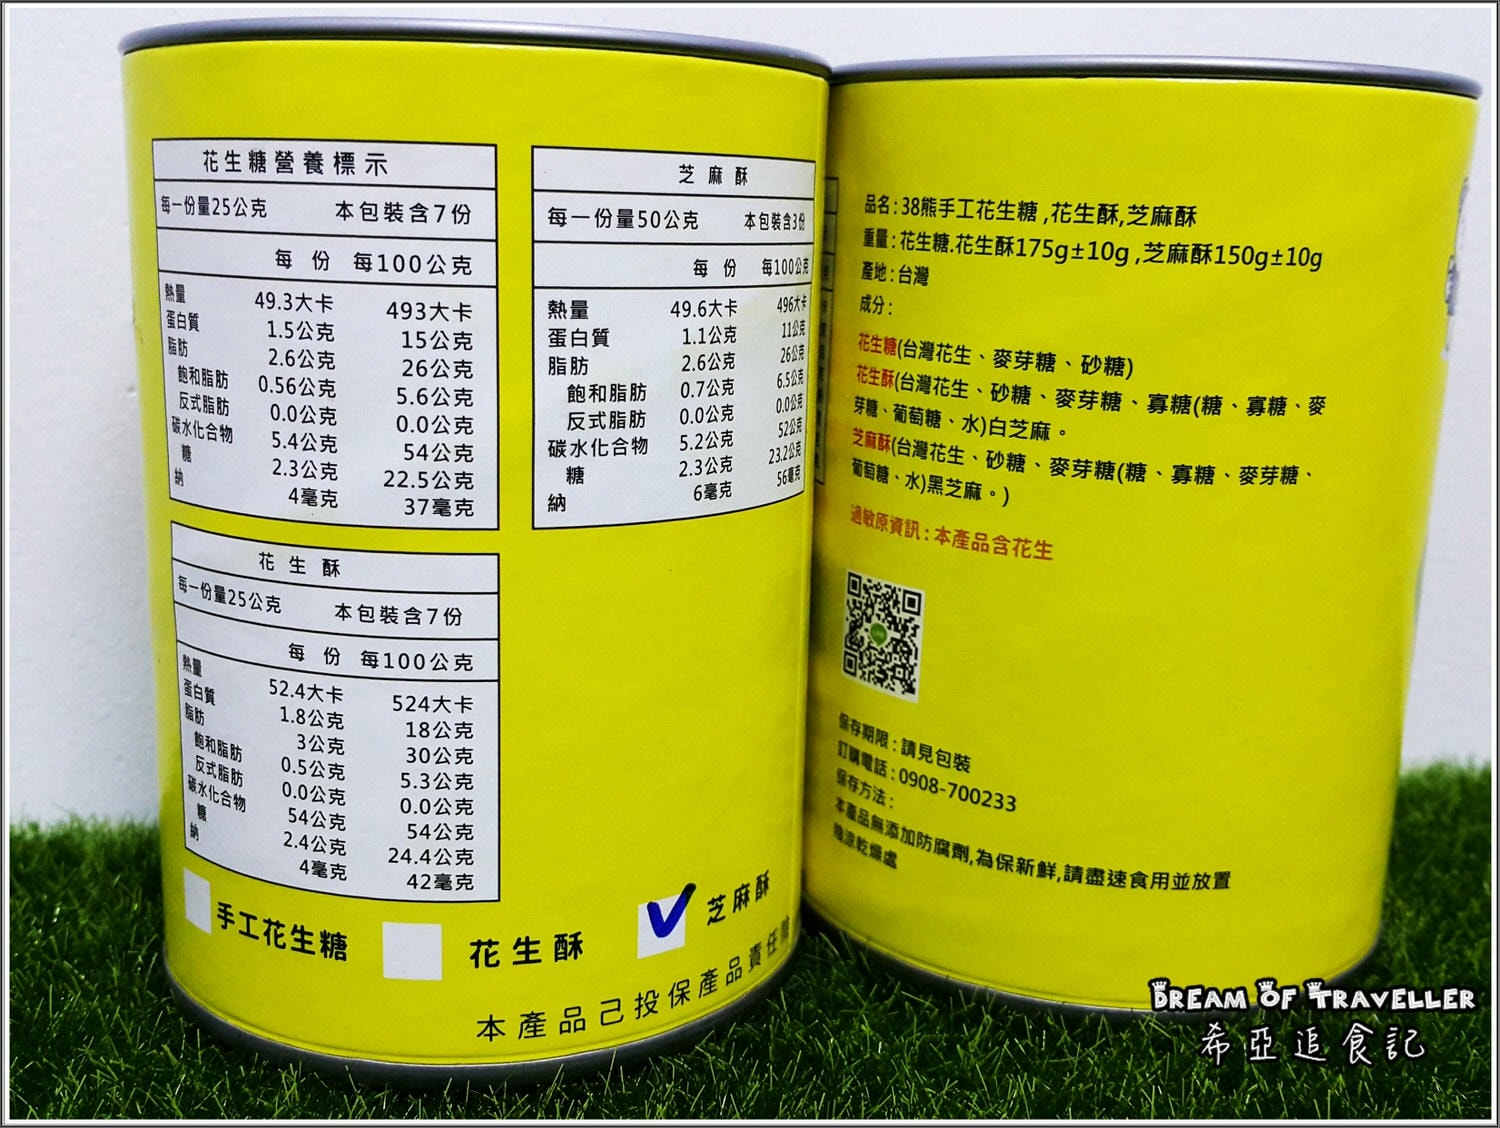 花生糖營養標示
每一份量25公克 本包裝含7份
每 份 每100公克
熱量 49.3大卡 493大卡
蛋白質 1.5公克 15公克
脂肪 2.6公克 26公克
飽和脂肪 0.56公克 5.6公克
反式脂肪 0.0公克 0.0公克
碳水化合物 5.4公克 54公克
糖 2.3公克 22.5公克
納 4毫克 37毫克
花生酥
每一份量25公克 本包裝含7份
每 份 每100公克
熱量 52.4大卡 524大卡
蛋白質 1.8公克 18公克
脂肪 3公克 30公克
飽和脂肪 0.5公克 5.3公克
反式脂肪 0.0公克 0.0公克
碳水化合物 54公克 54公克
糖 2.4公克 24.4公克
納 4毫克 42毫克
芝麻酥
每一份量50公克 本包裝含3份
每 份 每100公克
熱量 49.6大卡 496大卡
蛋白質 1.1公克 11公克
脂肪 2.6公克 26公克
飽和脂肪 0.7公克 6.5公克
反式脂肪 0.0公克 0.0公克
碳水化合物 5.2公克 52公克
糖 2.3公克 23.2公克
納 6毫克 56毫克
手工花生糖 花生酥 芝麻酥
本產品己投保產品責任
品名:38熊手工花生糖,花生酥,芝麻酥
重量:花生糖.花生酥175g±10g,芝麻酥150g±10g
產地:台灣
成分:
花生糖(台灣花生、麥芽糖、砂糖)
花生酥(台灣花生、砂糖、麥芽糖、寡糖(糖、寡糖、麥
芽糖、葡萄糖、水)白芝麻。
芝麻酥(台灣花生、砂糖、麥芽糖(糖、寡糖、麥芽糖、
葡萄糖、水)黑芝麻。)
過敏原資訊:本產品含花生
保存期限:請見包裝
訂購電話:0908-700233
保存方法:
本產品無添加防腐劑,為保新鮮,請盡速食用並放置
陰涼乾燥處
DREAM OF TRAVELLER
希亞追食記